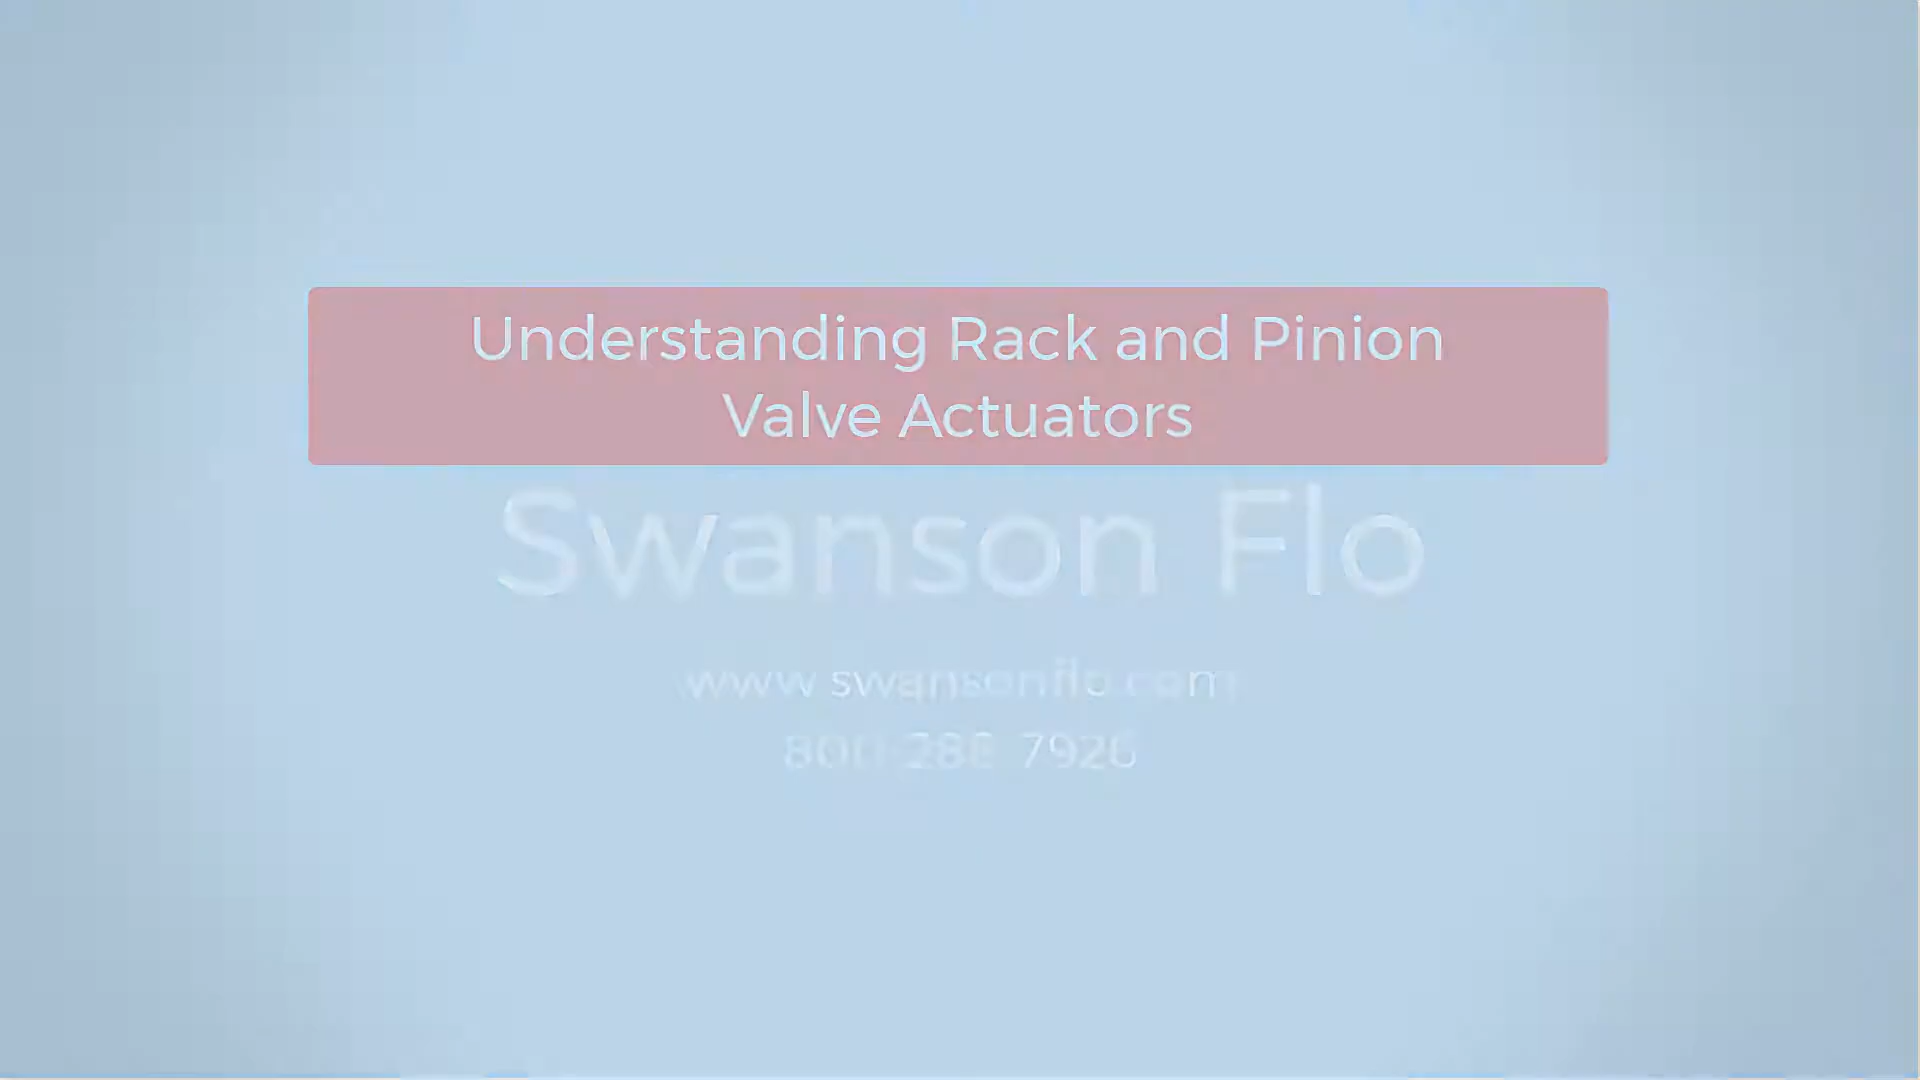 Understanding Rack and Pinion
Valve Actuators
Swanson Flo
www.swansonflo.com
800-288-7926